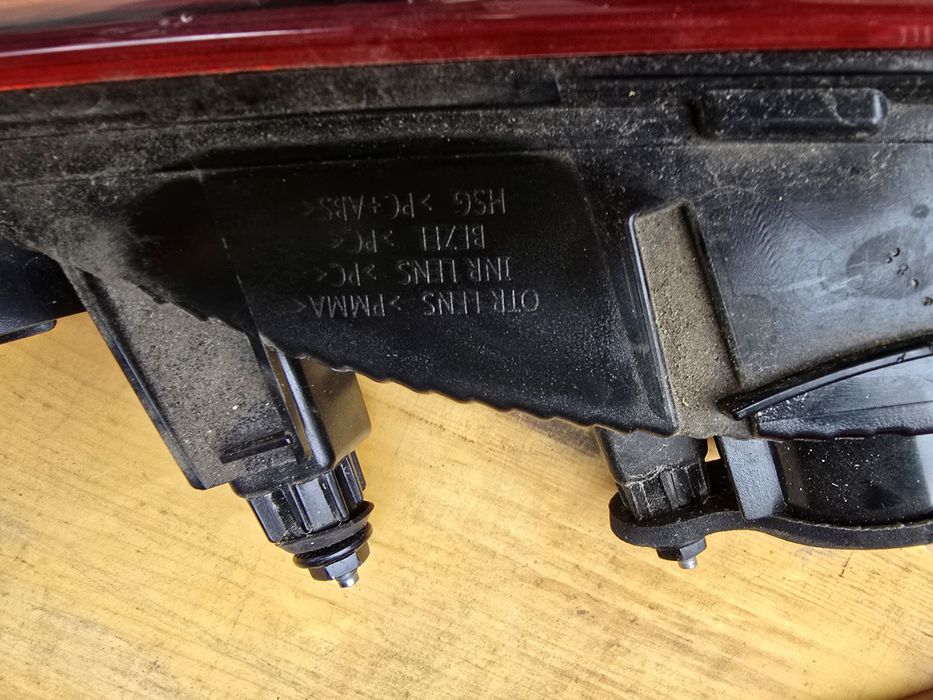 OTR LENS >PMMA<
INR LENS >PC<
BEZEL >PC<
HSG >PC+ABS<